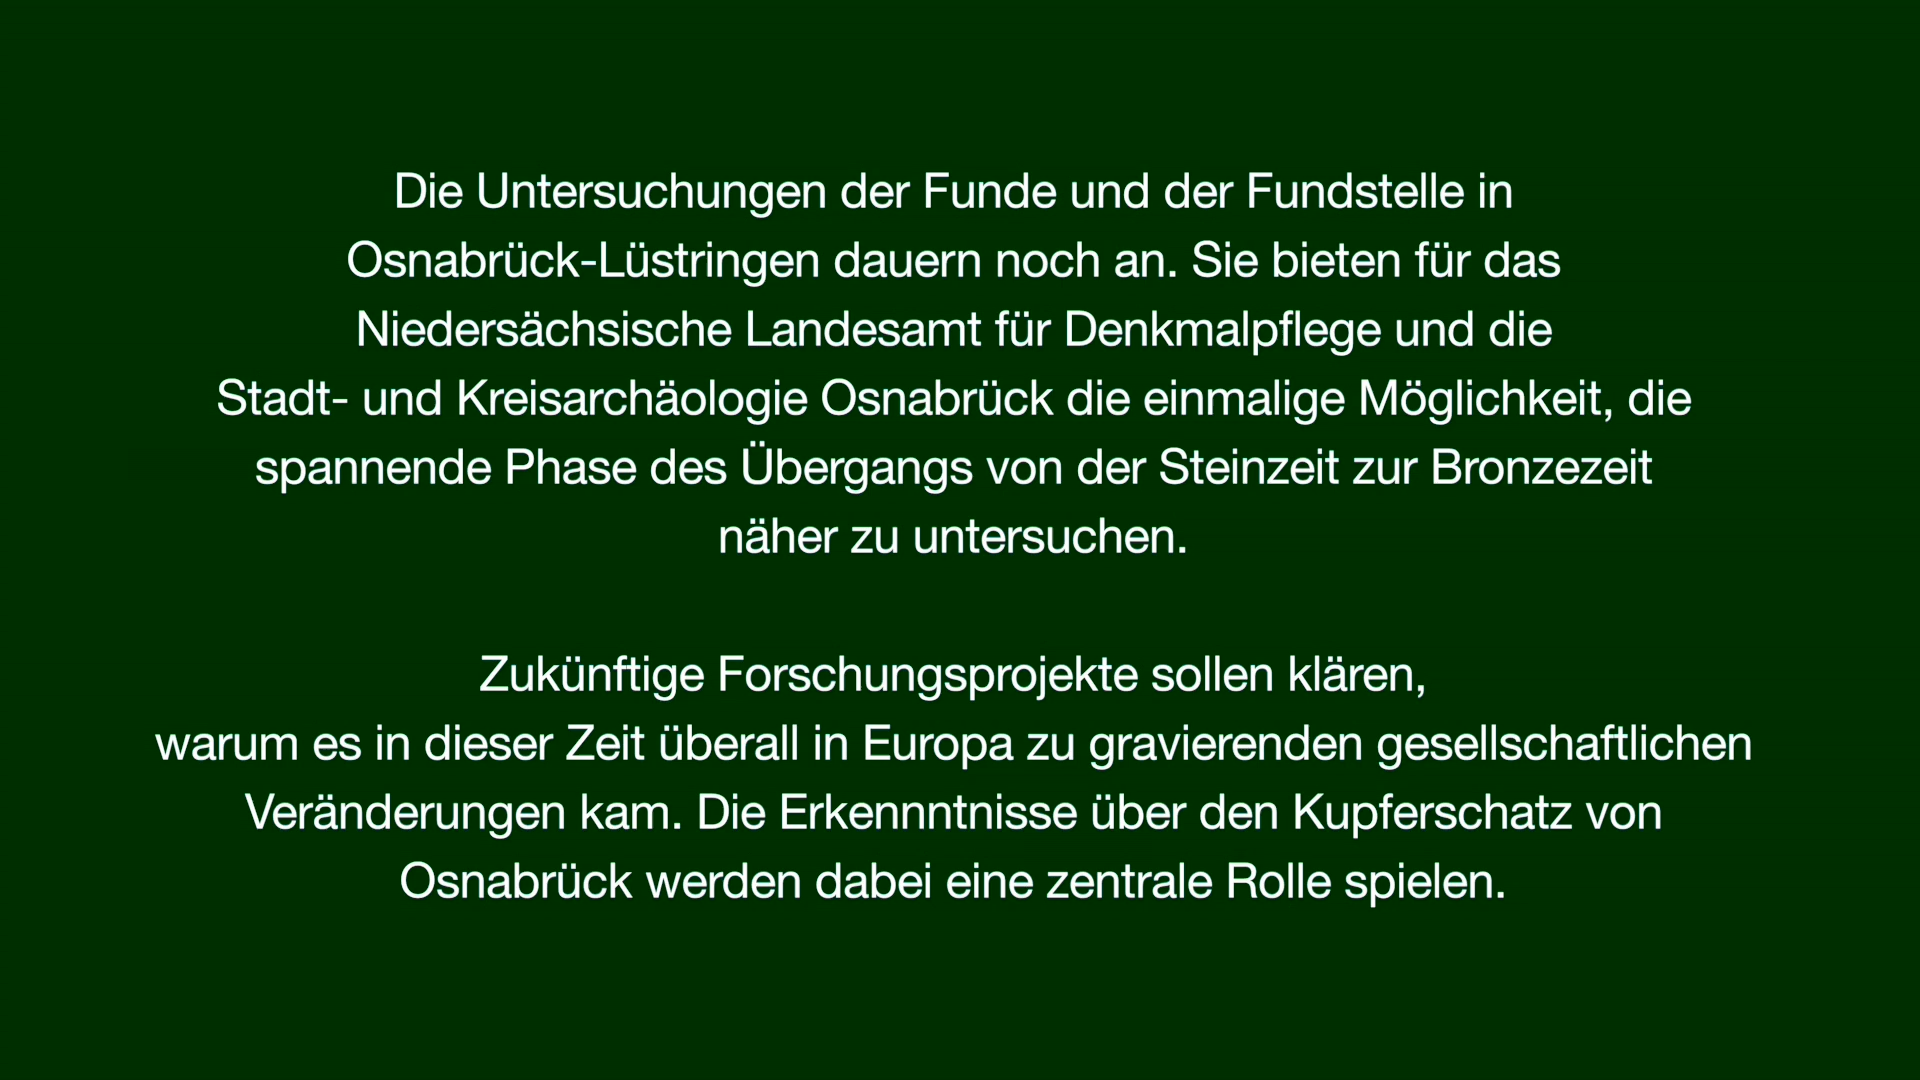 Die Untersuchungen der Funde und der Fundstelle in
Osnabrück-Lüstringen dauern noch an. Sie bieten für das
Niedersächsische Landesamt für Denkmalpflege und die
Stadt- und Kreisarchäologie Osnabrück die einmalige Möglichkeit, die
spannende Phase des Übergangs von der Steinzeit zur Bronzezeit
näher zu untersuchen.
Zukünftige Forschungsprojekte sollen klären,
warum es in dieser Zeit überall in Europa zu gravierenden gesellschaftlichen
Veränderungen kam. Die Erkennntnisse über den Kupferschatz von
Osnabrück werden dabei eine zentrale Rolle spielen.